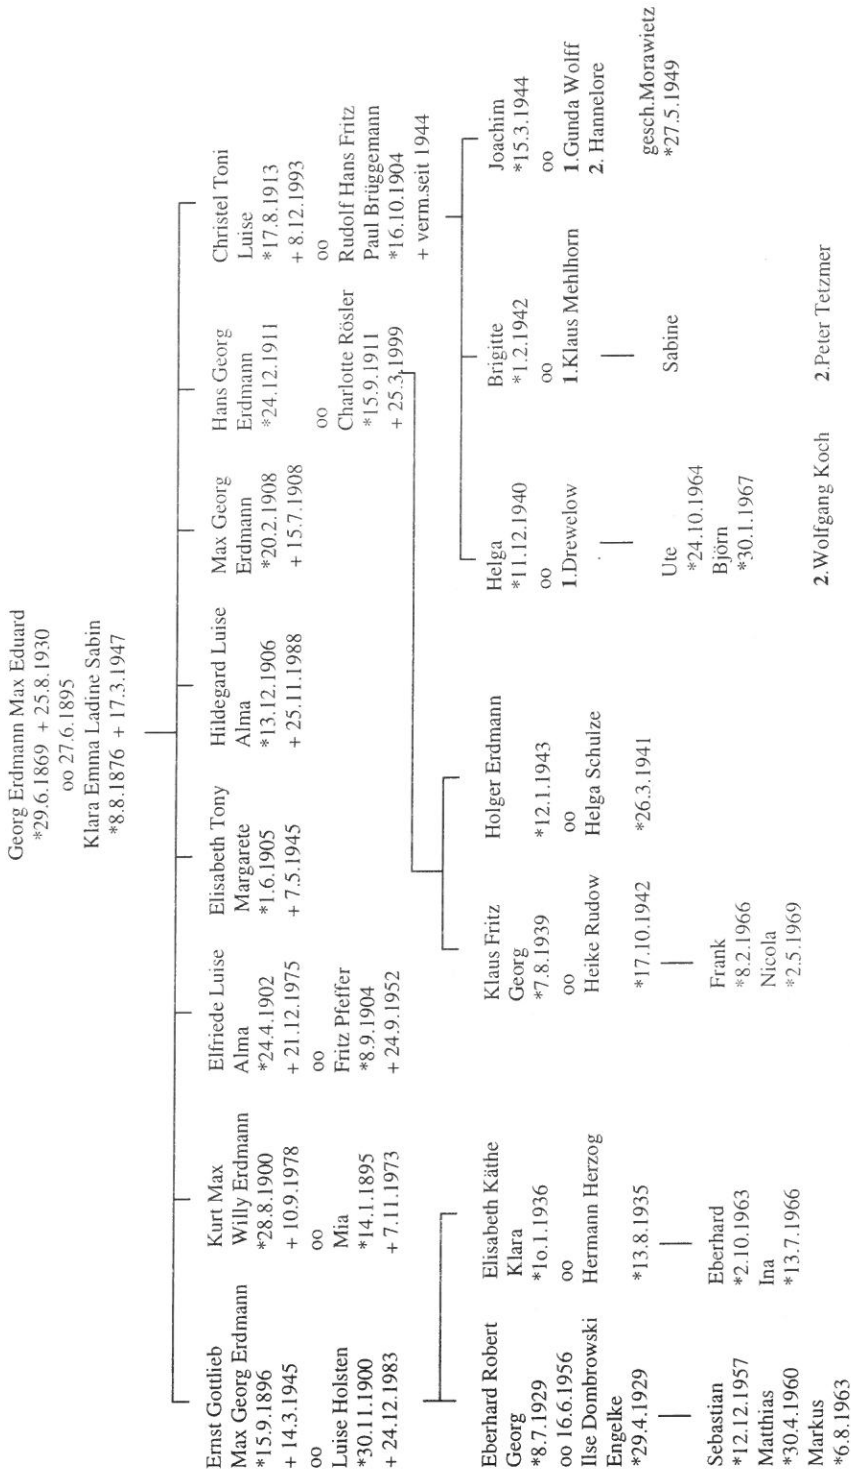 Georg Erdmann Max Eduard
*29.6.1869 + 25.8.1930
oo 27.6.1895
Klara Emma Ladine Sabin
*8.8.1876 + 17.3.1947
Ernst Gottlieb
Max Georg Erdmann
*15.9.1896
+ 14.3.1945
oo
Luise Holsten
*30.11.1900
+ 24.12.1983
Kurt Max
Willy Erdmann
*28.8.1900
+ 10.9.1978
oo
Mia
*14.1.1895
+ 7.11.1973
Elfriede Luise
Alma
*24.4.1902
+ 21.12.1975
oo
Fritz Pfeffer
*8.9.1904
+ 24.9.1952
Elisabeth Tony
Margarete
*1.6.1905
+ 7.5.1945
Hildegard Luise
Alma
*13.12.1906
+ 25.11.1988
Max Georg
Erdmann
*20.2.1908
+ 15.7.1908
Hans Georg
Erdmann
*24.12.1911
oo
Charlotte Rösler
*15.9.1911
+ 25.3.1999
Christel Toni
Luise
*17.8.1913
+ 8.12.1993
oo
Rudolf Hans Fritz
Paul Brüggemann
*16.10.1904
+ verm.seit 1944
Eberhard Robert
Georg
*8.7.1929
oo 16.6.1956
Ilse Dombrowski
Engelke
*29.4.1929
Sebastian
*12.12.1957
Matthias
*30.4.1960
Markus
*6.8.1963
Elisabeth Käthe
Klara
*1o.1.1936
oo
Hermann Herzog
*13.8.1935
Eberhard
*2.10.1963
Ina
*13.7.1966
Klaus Fritz
Georg
*7.8.1939
oo
Heike Rudow
*17.10.1942
Frank
*8.2.1966
Nicola
*2.5.1969
Holger Erdmann
*12.1.1943
oo
Helga Schulze
*26.3.1941
Helga
*11.12.1940
oo
1.Drewelow
Ute
*24.10.1964
Björn
*30.1.1967
2.Wolfgang Koch
Brigitte
*1.2.1942
oo
1.Klaus Mehlhorn
Sabine
2.Peter Tetzmer
Joachim
*15.3.1944
oo
1.Gunda Wolff
2. Hannelore
gesch.Morawietz
*27.5.1949